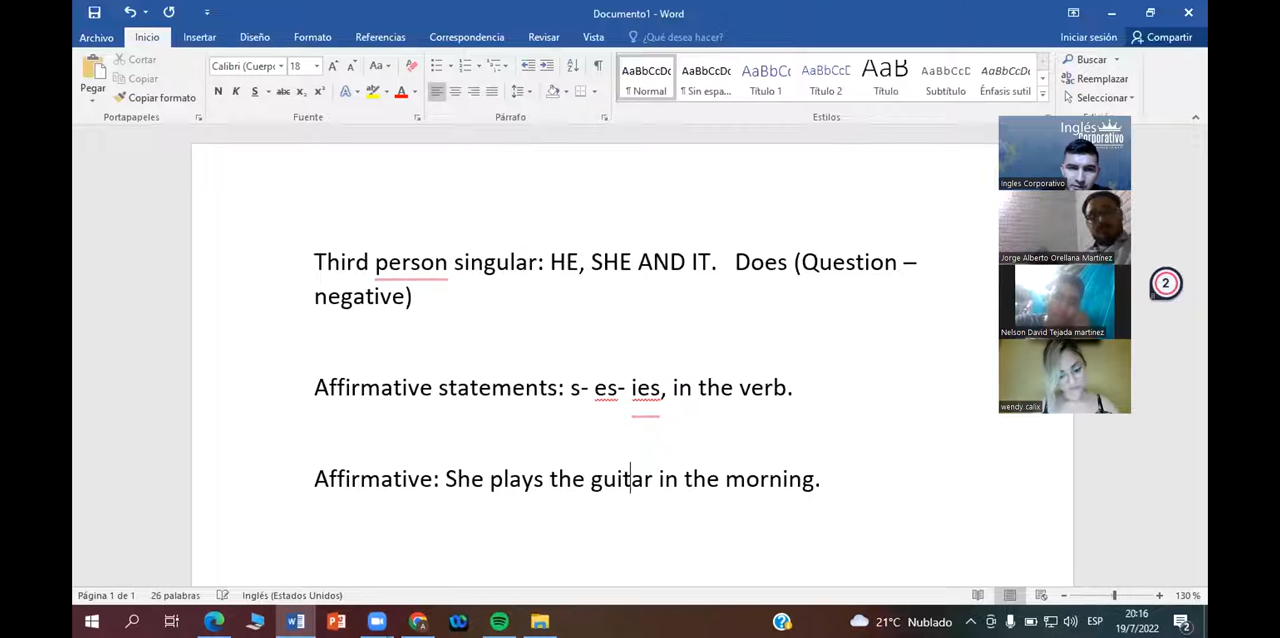 Documento1 - Word
Archivo Inicio Insertar Diseño Formato Referencias Correspondencia Revisar Vista ¿Qué desea hacer? Iniciar sesión Compartir
Cortar
Copiar
Pegar
Copiar formato
Portapapeles
Calibri (Cuerpo 18
Fuente
Párrafo
AaBbCcDc AaBbCcDc AaBbCc AaBbCcD AaB AaBbCcD AaBbCcDc
¶ Normal ¶ Sin espa... Título 1 Título 2 Título Subtítulo Énfasis sutil
Estilos
Buscar
Reemplazar
Seleccionar
Inglés
Corporativo
Ingles Corporativo
Jorge Alberto Orellana Martínez
Nelson David Tejada martinez
wendy calix
2
Third person singular: HE, SHE AND IT. Does (Question –
negative)
Affirmative statements: s- es- ies, in the verb.
Affirmative: She plays the guitar in the morning.
Página 1 de 1 26 palabras Inglés (Estados Unidos) 130 %
21°C Nublado ESP 20:16
19/7/2022 2